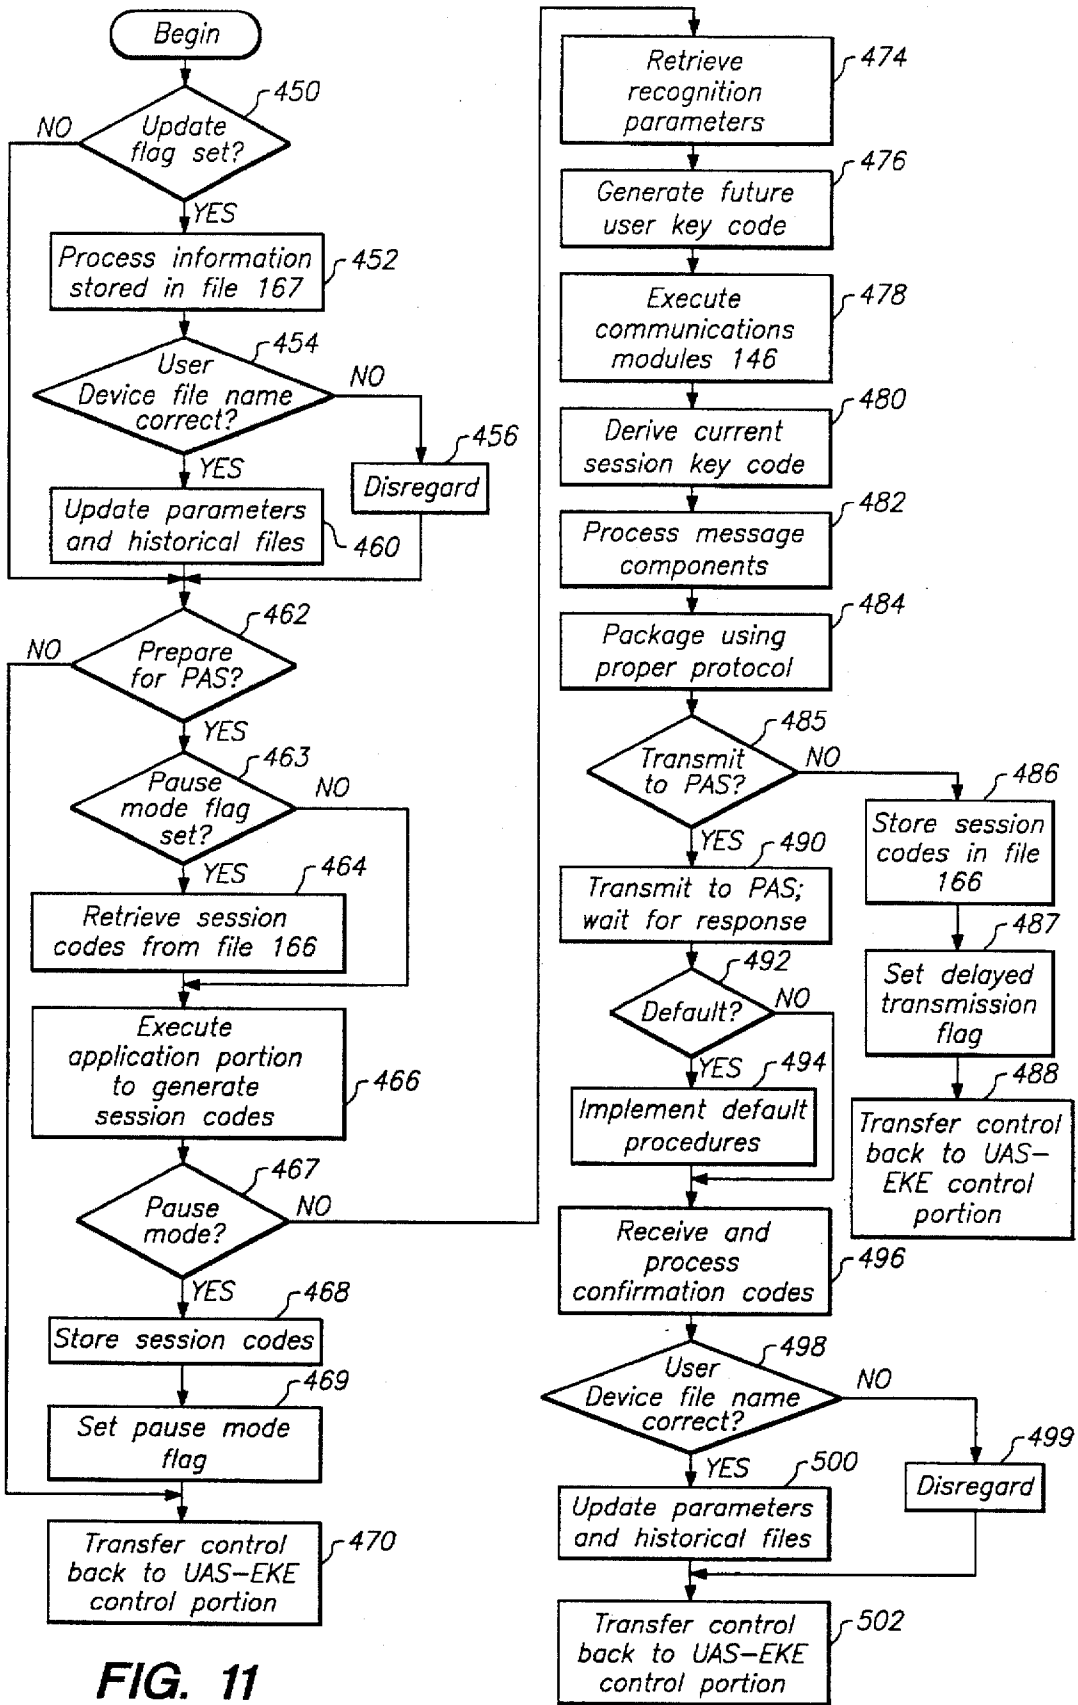 Begin
450
Update
flag set?
NO
YES
Process information
stored in file 167
452
454
User
Device file name
correct?
NO
YES
456
Disregard
Update parameters
and historical files
460
462
Prepare
for PAS?
NO
YES
463
Pause
mode flag
set?
NO
YES
464
Retrieve session
codes from file 166
Execute
application portion
to generate
session codes
466
467
Pause
mode?
NO
YES
468
Store session codes
469
Set pause mode
flag
Transfer control
back to UAS-EKE
control portion
470
FIG. 11
Retrieve
recognition
parameters
474
476
Generate future
user key code
478
Execute
communications
modules 146
480
Derive current
session key code
482
Process message
components
484
Package using
proper protocol
485
Transmit
to PAS?
NO
YES
486
Store session
codes in file
166
487
Set delayed
transmission
flag
488
Transfer control
back to UAS-
EKE control
portion
490
Transmit to PAS;
wait for response
492
Default?
NO
YES
494
Implement default
procedures
Receive and
process
confirmation codes
496
498
User
Device file name
correct?
NO
YES
499
Disregard
500
Update parameters
and historical files
Transfer control
back to UAS-EKE
control portion
502